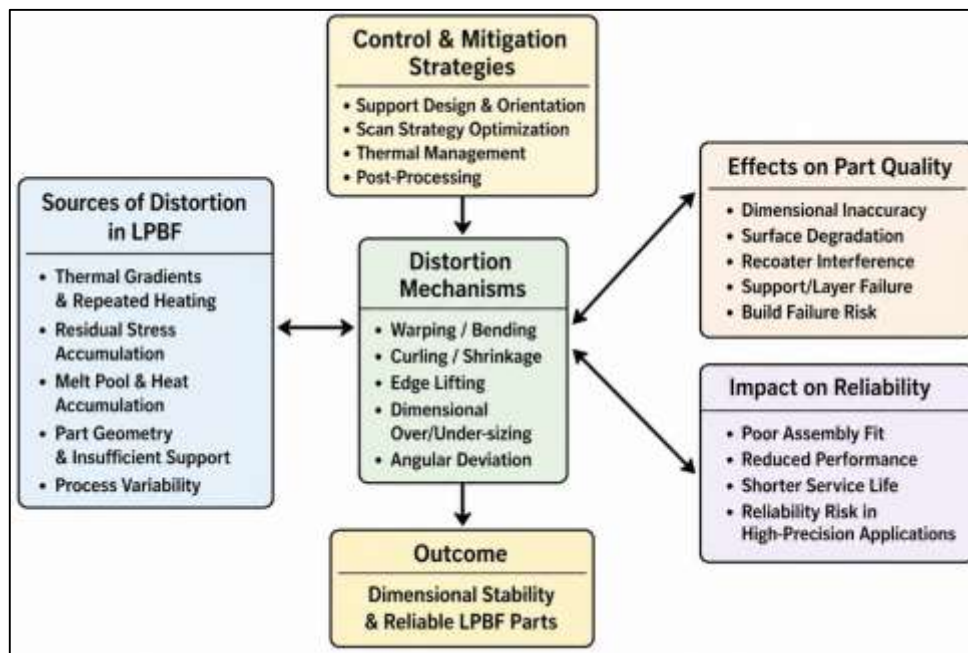 Control & Mitigation
Strategies
• Support Design & Orientation
• Scan Strategy Optimization
• Thermal Management
• Post-Processing
Sources of Distortion
in LPBF
• Thermal Gradients
& Repeated Heating
• Residual Stress
Accumulation
• Melt Pool & Heat
Accumulation
• Part Geometry
& Insufficient Support
• Process Variability
Distortion
Mechanisms
• Warping / Bending
• Curling / Shrinkage
• Edge Lifting
• Dimensional
Over/Under-sizing
• Angular Deviation
Effects on Part Quality
• Dimensional Inaccuracy
• Surface Degradation
• Recoater Interference
• Support/Layer Failure
• Build Failure Risk
Impact on Reliability
• Poor Assembly Fit
• Reduced Performance
• Shorter Service Life
• Reliability Risk in
High-Precision Applications
Outcome
Dimensional Stability
& Reliable LPBF Parts